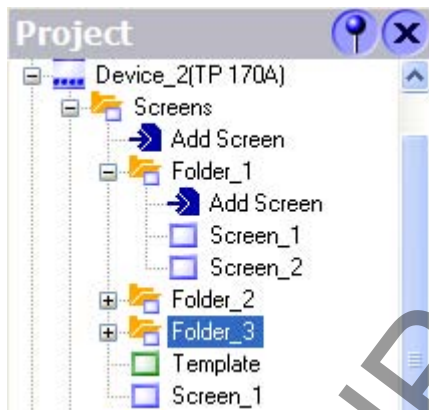 Project
Device_2(TP 170A)
Screens
Add Screen
Folder_1
Add Screen
Screen_1
Screen_2
Folder_2
Folder_3
Template
Screen_1